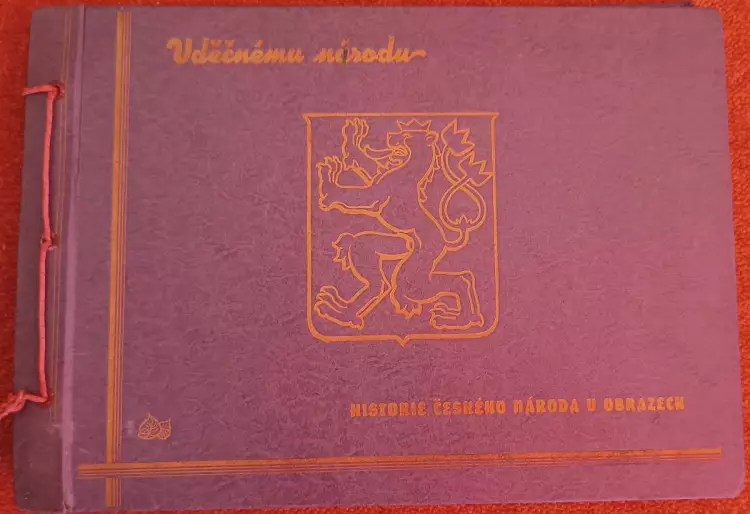 Vděčnému národu
HISTORIE ČESKÉHO NÁRODA V OBRAZECH